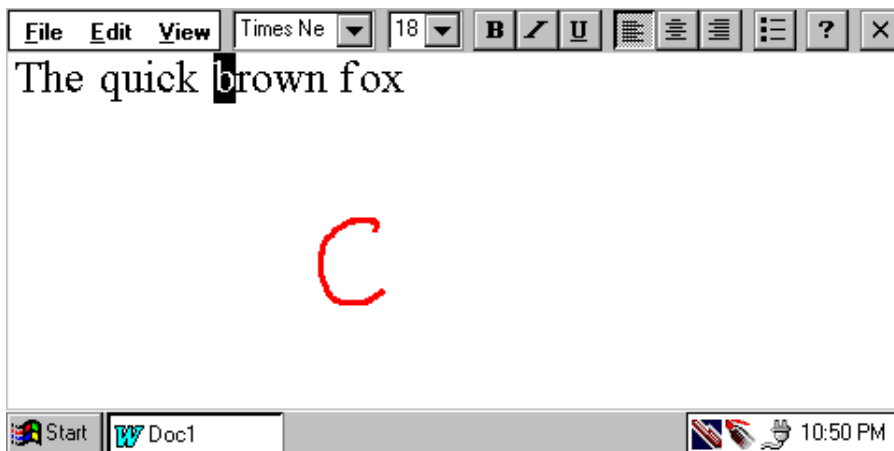 File Edit View Times Ne 18 B I U ?
The quick brown fox
C
Start Doc1 10:50 PM